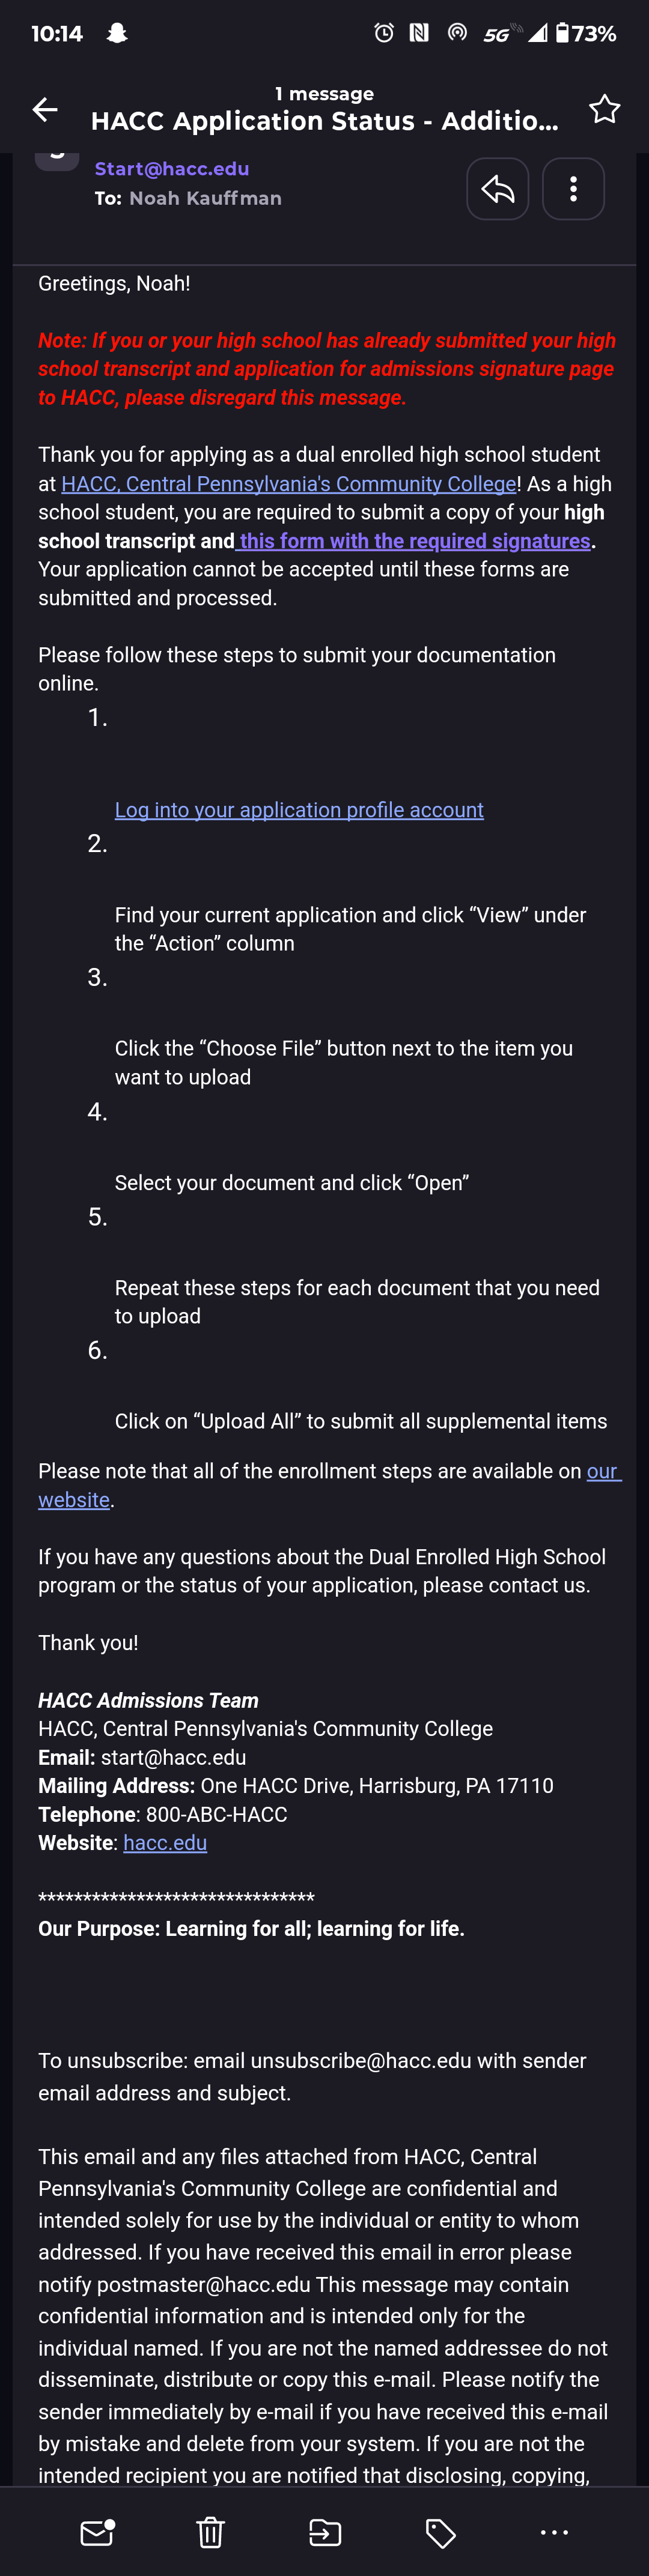 10:14
5G
73%
1 message
HACC Application Status - Additio...
Start@hacc.edu
To: Noah Kauffman
Greetings, Noah!
Note: If you or your high school has already submitted your high
school transcript and application for admissions signature page
to HACC, please disregard this message.
Thank you for applying as a dual enrolled high school student
at HACC, Central Pennsylvania's Community College! As a high
school student, you are required to submit a copy of your high
school transcript and this form with the required signatures.
Your application cannot be accepted until these forms are
submitted and processed.
Please follow these steps to submit your documentation
online.
1.
Log into your application profile account
2.
Find your current application and click “View” under
the “Action” column
3.
Click the “Choose File” button next to the item you
want to upload
4.
Select your document and click “Open”
5.
Repeat these steps for each document that you need
to upload
6.
Click on “Upload All” to submit all supplemental items
Please note that all of the enrollment steps are available on our
website.
If you have any questions about the Dual Enrolled High School
program or the status of your application, please contact us.
Thank you!
HACC Admissions Team
HACC, Central Pennsylvania's Community College
Email: start@hacc.edu
Mailing Address: One HACC Drive, Harrisburg, PA 17110
Telephone: 800-ABC-HACC
Website: hacc.edu
*******************************
Our Purpose: Learning for all; learning for life.
To unsubscribe: email unsubscribe@hacc.edu with sender
email address and subject.
This email and any files attached from HACC, Central
Pennsylvania's Community College are confidential and
intended solely for use by the individual or entity to whom
addressed. If you have received this email in error please
notify postmaster@hacc.edu This message may contain
confidential information and is intended only for the
individual named. If you are not the named addressee do not
disseminate, distribute or copy this e-mail. Please notify the
sender immediately by e-mail if you have received this e-mail
by mistake and delete from your system. If you are not the
intended recipient you are notified that disclosing, copying,